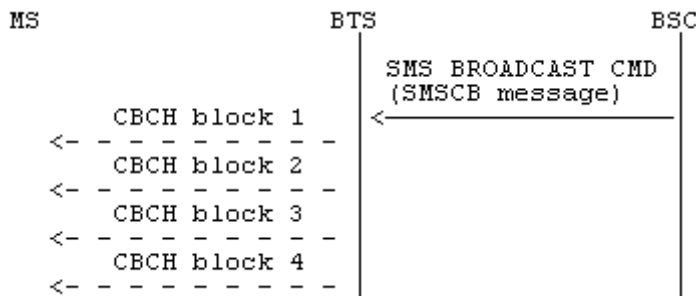 MS BTS BSC
SMS BROADCAST CMD
(SMSCB message)
CBCH block 1
CBCH block 2
CBCH block 3
CBCH block 4